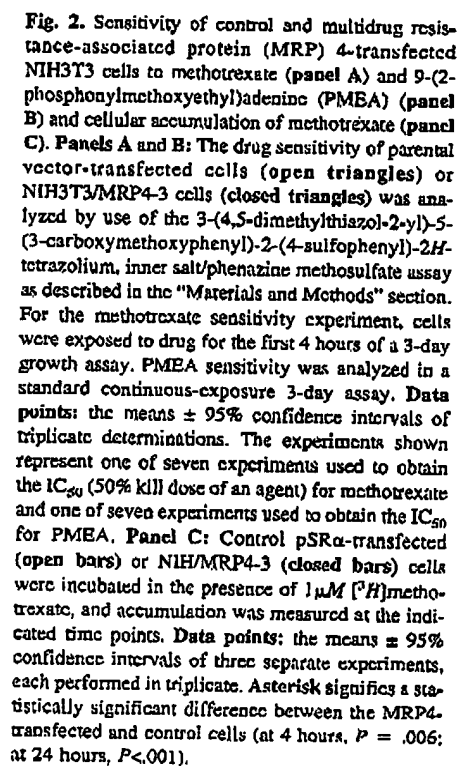 Fig. 2. Sensitivity of control and multidrug resis-
tance-associated protein (MRP) 4-transfected
NIH3T3 cells to methotrexate (panel A) and 9-(2-
phosphonylmethoxyethyl)adenine (PMEA) (panel
B) and cellular accumulation of methotrexate (panel
C). Panels A and B: The drug sensitivity of parental
vector-transfected cells (open triangles) or
NIH3T3/MRP4-3 cells (closed triangles) was ana-
lyzed by use of the 3-(4,5-dimethylthiazol-2-yl)-5-
(3-carboxymethoxyphenyl)-2-(4-sulfophenyl)-2H-
tetrazolium, inner salt/phenazine methosulfate assay
as described in the "Materials and Methods" section.
For the methotrexate sensitivity experiment, cells
were exposed to drug for the first 4 hours of a 3-day
growth assay. PMEA sensitivity was analyzed in a
standard continuous-exposure 3-day assay. Data
points: the means ± 95% confidence intervals of
triplicate determinations. The experiments shown
represent one of seven experiments used to obtain
the IC50 (50% kill dose of an agent) for methotrexate
and one of seven experiments used to obtain the IC50
for PMEA. Panel C: Control pSRα-transfected
(open bars) or NIH/MRP4-3 (closed bars) cells
were incubated in the presence of 1 μM [³H]metho-
trexate, and accumulation was measured at the indi-
cated time points. Data points: the means ± 95%
confidence intervals of three separate experiments,
each performed in triplicate. Asterisk signifies a sta-
tistically significant difference between the MRP4-
transfected and control cells (at 4 hours, P = .006;
at 24 hours, P<.001).